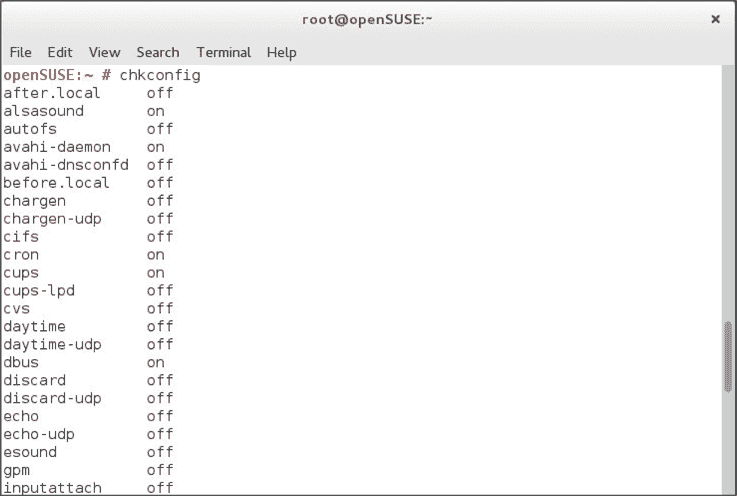 root@openSUSE:~ ×
File Edit View Search Terminal Help
openSUSE:~ # chkconfig
after.local off
alsasound on
autofs off
avahi-daemon on
avahi-dnsconfd off
before.local off
chargen off
chargen-udp off
cifs off
cron on
cups on
cups-lpd off
cvs off
daytime off
daytime-udp off
dbus on
discard off
discard-udp off
echo off
echo-udp off
esound off
gpm off
inputattach off